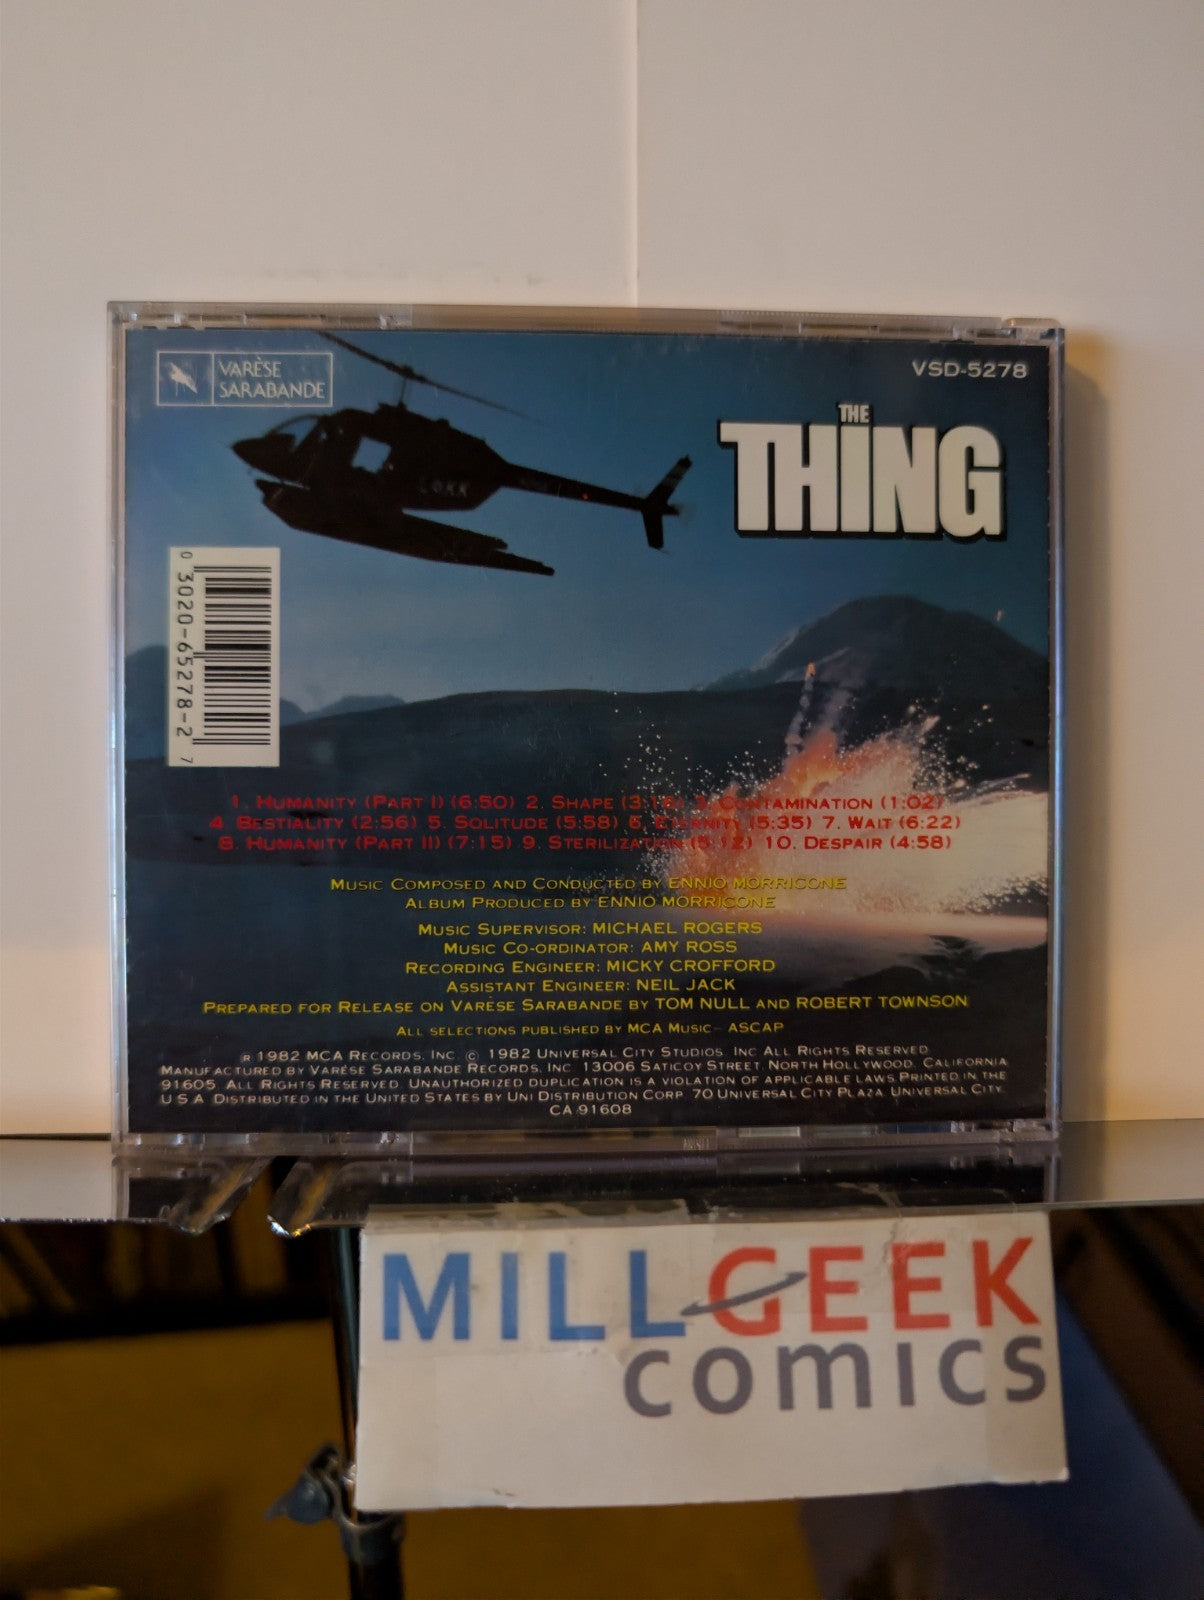 VARÈSE
SARABANDE
VSD-5278
THE
THING
0 3020-65278-2 7
1. HUMANITY (PART I) (6:50) 2. SHAPE (3:16) 3. CONTAMINATION (1:02)
4 BESTIALITY (2:56) 5. SOLITUDE (5:58) 6. ETERNITY (5:35) 7. WAIT (6:22)
8. HUMANITY (PART II) (7:15) 9. STERILIZATION (5:12) 10. DESPAIR (4:58)
MUSIC COMPOSED AND CONDUCTED BY ENNIO MORRICONE
ALBUM PRODUCED BY ENNIO MORRICONE
MUSIC SUPERVISOR: MICHAEL ROGERS
MUSIC CO-ORDINATOR: AMY ROSS
RECORDING ENGINEER: MICKY CROFFORD
ASSISTANT ENGINEER: NEIL JACK
PREPARED FOR RELEASE ON VARÈSE SARABANDE BY TOM NULL AND ROBERT TOWNSON
ALL SELECTIONS PUBLISHED BY MCA MUSIC– ASCAP
℗ 1982 MCA RECORDS, INC. © 1982 UNIVERSAL CITY STUDIOS, INC ALL RIGHTS RESERVED
MANUFACTURED BY VARÈSE SARABANDE RECORDS, INC. 13006 SATICOY STREET, NORTH HOLLYWOOD, CALIFORNIA
91605 ALL RIGHTS RESERVED. UNAUTHORIZED DUPLICATION IS A VIOLATION OF APPLICABLE LAWS. PRINTED IN THE
U S A DISTRIBUTED IN THE UNITED STATES BY UNI DISTRIBUTION CORP. 70 UNIVERSAL CITY PLAZA, UNIVERSAL CITY,
CA 91608
MILLGEEK
comics